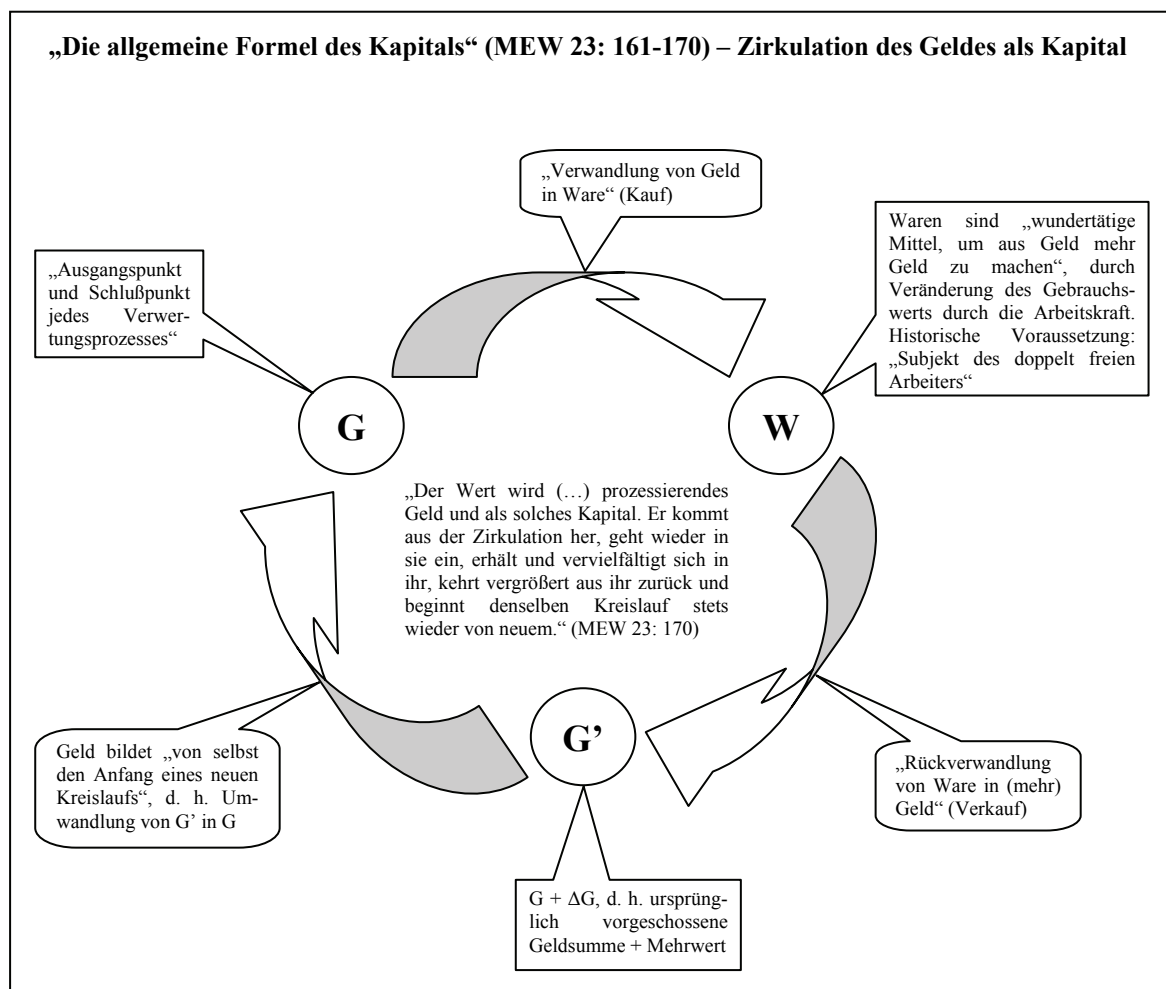 „Die allgemeine Formel des Kapitals“ (MEW 23: 161-170) – Zirkulation des Geldes als Kapital
„Verwandlung von Geld
in Ware“ (Kauf)
Waren sind „wundertätige
Mittel, um aus Geld mehr
Geld zu machen“, durch
Veränderung des Gebrauchs-
werts durch die Arbeitskraft.
Historische Voraussetzung:
„Subjekt des doppelt freien
Arbeiters“
„Ausgangspunkt
und Schlußpunkt
jedes Verwer-
tungsprozesses“
G
W
„Der Wert wird (…) prozessierendes
Geld und als solches Kapital. Er kommt
aus der Zirkulation her, geht wieder in
sie ein, erhält und vervielfältigt sich in
ihr, kehrt vergrößert aus ihr zurück und
beginnt denselben Kreislauf stets
wieder von neuem.“ (MEW 23: 170)
G’
Geld bildet „von selbst
den Anfang eines neuen
Kreislaufs“, d. h. Um-
wandlung von G’ in G
„Rückverwandlung
von Ware in (mehr)
Geld“ (Verkauf)
G + ΔG, d. h. ursprüng-
lich vorgeschossene
Geldsumme + Mehrwert